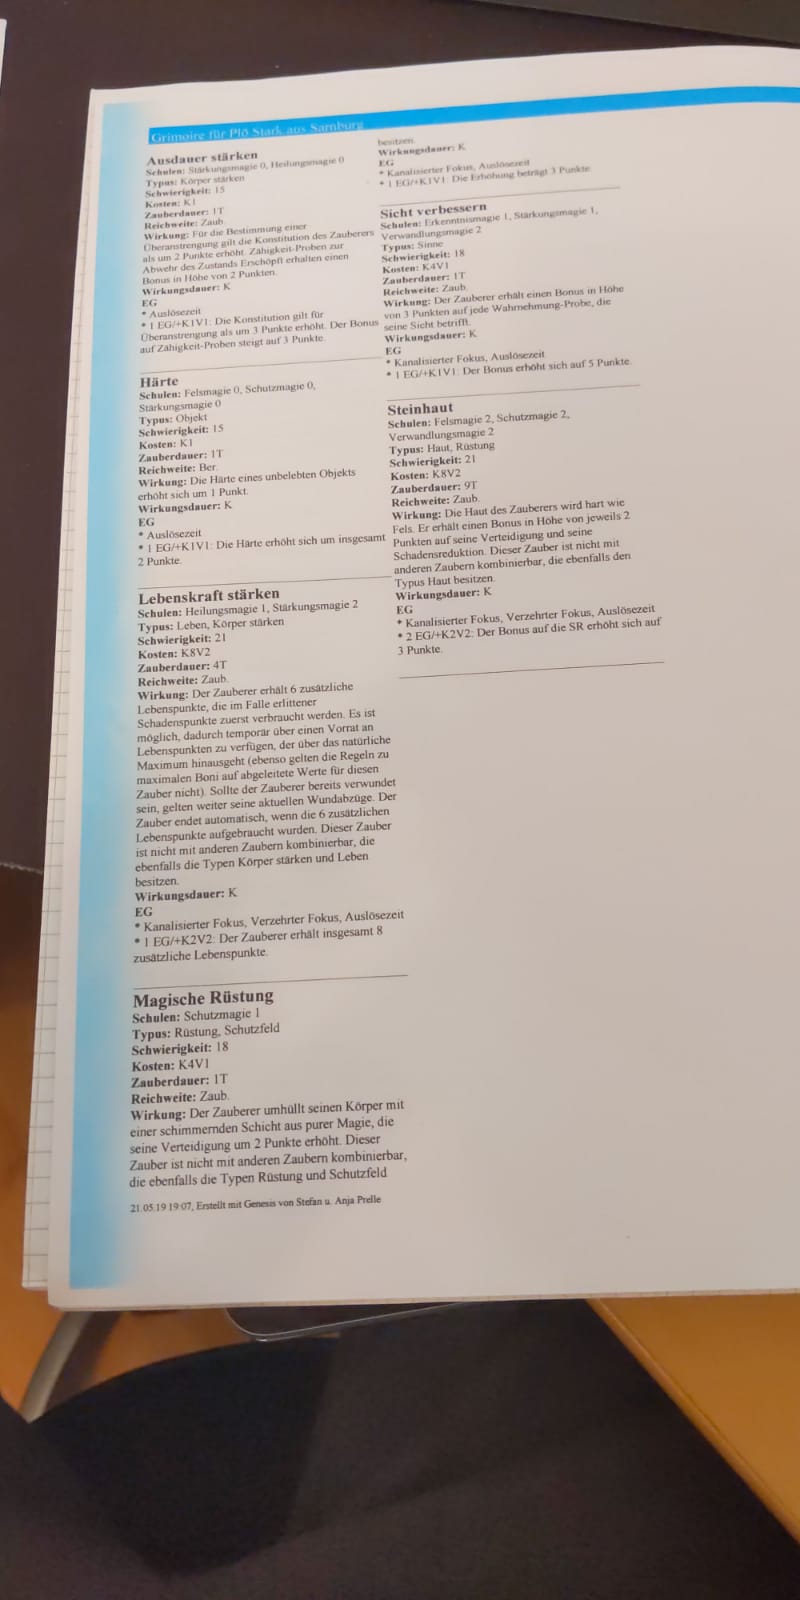 Grimoire für Plö Stark aus Sarnburg
Ausdauer stärken
Schulen: Stärkungsmagie 0, Heilungsmagie 0
Typus: Körper stärken
Schwierigkeit: 15
Kosten: K1
Zauberdauer: 1T
Reichweite: Zaub.
Wirkung: Für die Bestimmung einer
Überanstrengung gilt die Konstitution des Zauberers
als um 2 Punkte erhöht. Zähigkeit-Proben zur
Abwehr des Zustands Erschöpft erhalten einen
Bonus in Höhe von 2 Punkten.
Wirkungsdauer: K
EG
* Auslösezeit
* 1 EG/+K1V1: Die Konstitution gilt für
Überanstrengung als um 3 Punkte erhöht. Der Bonus
auf Zähigkeit-Proben steigt auf 3 Punkte.
Härte
Schulen: Felsmagie 0, Schutzmagie 0,
Stärkungsmagie 0
Typus: Objekt
Schwierigkeit: 15
Kosten: K1
Zauberdauer: 1T
Reichweite: Ber.
Wirkung: Die Härte eines unbelebten Objekts
erhöht sich um 1 Punkt.
Wirkungsdauer: K
EG
* Auslösezeit
* 1 EG/+K1V1: Die Härte erhöht sich um insgesamt
2 Punkte.
Lebenskraft stärken
Schulen: Heilungsmagie 1, Stärkungsmagie 2
Typus: Leben, Körper stärken
Schwierigkeit: 21
Kosten: K8V2
Zauberdauer: 4T
Reichweite: Zaub.
Wirkung: Der Zauberer erhält 6 zusätzliche
Lebenspunkte, die im Falle erlittener
Schadenspunkte zuerst verbraucht werden. Es ist
möglich, dadurch temporär über einen Vorrat an
Lebenspunkten zu verfügen, der über das natürliche
Maximum hinausgeht (ebenso gelten die Regeln zu
maximalen Boni auf abgeleitete Werte für diesen
Zauber nicht). Sollte der Zauberer bereits verwundet
sein, gelten weiter seine aktuellen Wundabzüge. Der
Zauber endet automatisch, wenn die 6 zusätzlichen
Lebenspunkte aufgebraucht wurden. Dieser Zauber
ist nicht mit anderen Zaubern kombinierbar, die
ebenfalls die Typen Körper stärken und Leben
besitzen.
Wirkungsdauer: K
EG
* Kanalisierter Fokus, Verzehrter Fokus, Auslösezeit
* 1 EG/+K2V2: Der Zauberer erhält insgesamt 8
zusätzliche Lebenspunkte.
Magische Rüstung
Schulen: Schutzmagie 1
Typus: Rüstung, Schutzfeld
Schwierigkeit: 18
Kosten: K4V1
Zauberdauer: 1T
Reichweite: Zaub.
Wirkung: Der Zauberer umhüllt seinen Körper mit
einer schimmernden Schicht aus purer Magie, die
seine Verteidigung um 2 Punkte erhöht. Dieser
Zauber ist nicht mit anderen Zaubern kombinierbar,
die ebenfalls die Typen Rüstung und Schutzfeld
besitzen.
Wirkungsdauer: K
EG
* Kanalisierter Fokus, Auslösezeit
* 1 EG/+K1V1: Die Erhöhung beträgt 3 Punkte.
Sicht verbessern
Schulen: Erkenntnismagie 1, Stärkungsmagie 1,
Verwandlungsmagie 2
Typus: Sinne
Schwierigkeit: 18
Kosten: K4V1
Zauberdauer: 1T
Reichweite: Zaub.
Wirkung: Der Zauberer erhält einen Bonus in Höhe
von 3 Punkten auf jede Wahrnehmung-Probe, die
seine Sicht betrifft.
Wirkungsdauer: K
EG
* Kanalisierter Fokus, Auslösezeit
* 1 EG/+K1V1: Der Bonus erhöht sich auf 5 Punkte.
Steinhaut
Schulen: Felsmagie 2, Schutzmagie 2,
Verwandlungsmagie 2
Typus: Haut, Rüstung
Schwierigkeit: 21
Kosten: K8V2
Zauberdauer: 9T
Reichweite: Zaub.
Wirkung: Die Haut des Zauberers wird hart wie
Fels. Er erhält einen Bonus in Höhe von jeweils 2
Punkten auf seine Verteidigung und seine
Schadensreduktion. Dieser Zauber ist nicht mit
anderen Zaubern kombinierbar, die ebenfalls den
Typus Haut besitzen.
Wirkungsdauer: K
EG
* Kanalisierter Fokus, Verzehrter Fokus, Auslösezeit
* 2 EG/+K2V2: Der Bonus auf die SR erhöht sich auf
3 Punkte.
21.05.19 19:07, Erstellt mit Genesis von Stefan u. Anja Prelle